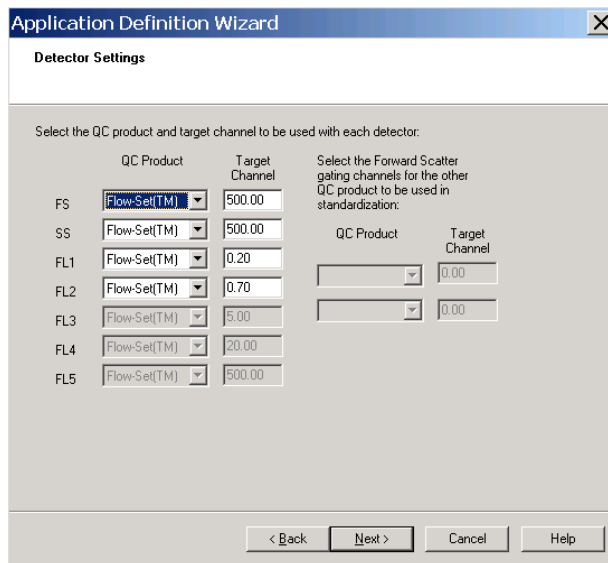 Application Definition Wizard
Detector Settings
Select the QC product and target channel to be used with each detector:
QC Product
Target
Channel
FS Flow-Set(TM) 500.00
SS Flow-Set(TM) 500.00
FL1 Flow-Set(TM) 0.20
FL2 Flow-Set(TM) 0.70
FL3 Flow-Set(TM) 5.00
FL4 Flow-Set(TM) 20.00
FL5 Flow-Set(TM) 500.00
Select the Forward Scatter
gating channels for the other
QC product to be used in
standardization:
QC Product
Target
Channel
0.00
0.00
< Back Next > Cancel Help